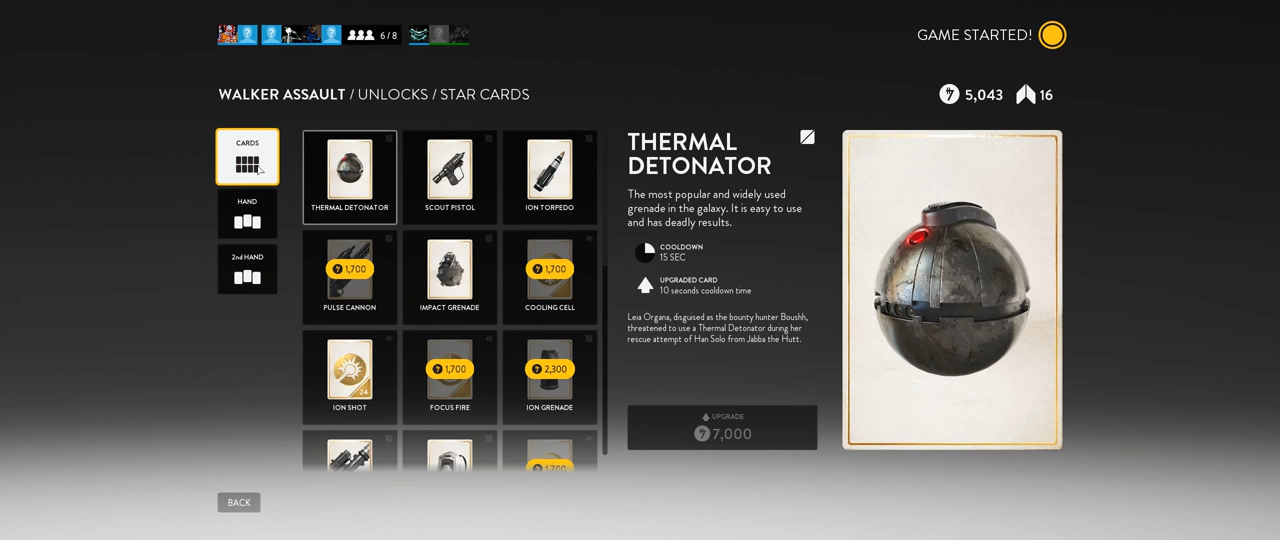 6 / 8
GAME STARTED!
WALKER ASSAULT / UNLOCKS / STAR CARDS
5,043
16
CARDS
HAND
2nd HAND
THERMAL DETONATOR
SCOUT PISTOL
ION TORPEDO
1,700
PULSE CANNON
IMPACT GRENADE
1,700
COOLING CELL
24
ION SHOT
1,700
FOCUS FIRE
2,300
ION GRENADE
1,700
THERMAL
DETONATOR
The most popular and widely used
grenade in the galaxy. It is easy to use
and has deadly results.
COOLDOWN
15 SEC
UPGRADED CARD
10 seconds cooldown time
Leia Organa, disguised as the bounty hunter Boushh,
threatened to use a Thermal Detonator during her
rescue attempt of Han Solo from Jabba the Hutt.
UPGRADE
7,000
BACK